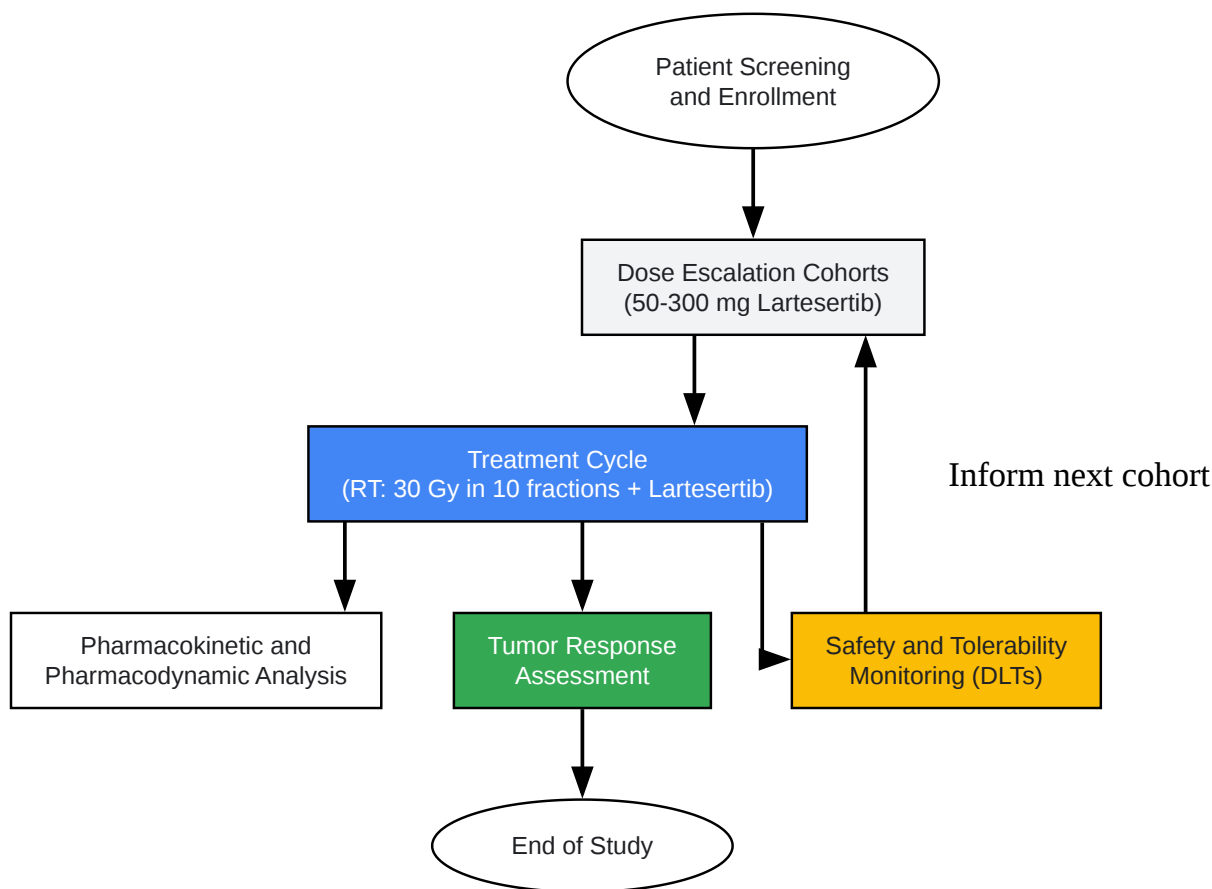 Patient Screening
and Enrollment
Dose Escalation Cohorts
(50-300 mg Lartesertib)
Treatment Cycle
(RT: 30 Gy in 10 fractions + Lartesertib)
Inform next cohort
Pharmacokinetic and
Pharmacodynamic Analysis
Tumor Response
Assessment
Safety and Tolerability
Monitoring (DLTs)
End of Study